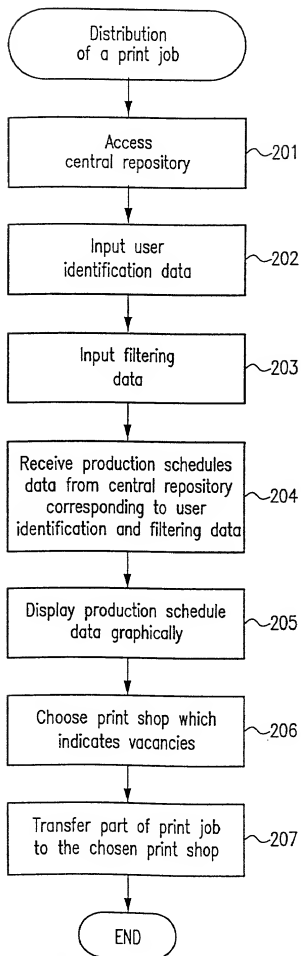 Distribution
of a print job
Access
central repository
201
Input user
identification data
202
Input filtering
data
203
Receive production schedules
data from central repository
corresponding to user
identification and filtering data
204
Display production schedule
data graphically
205
Choose print shop which
indicates vacancies
206
Transfer part of print job
to the chosen print shop
207
END